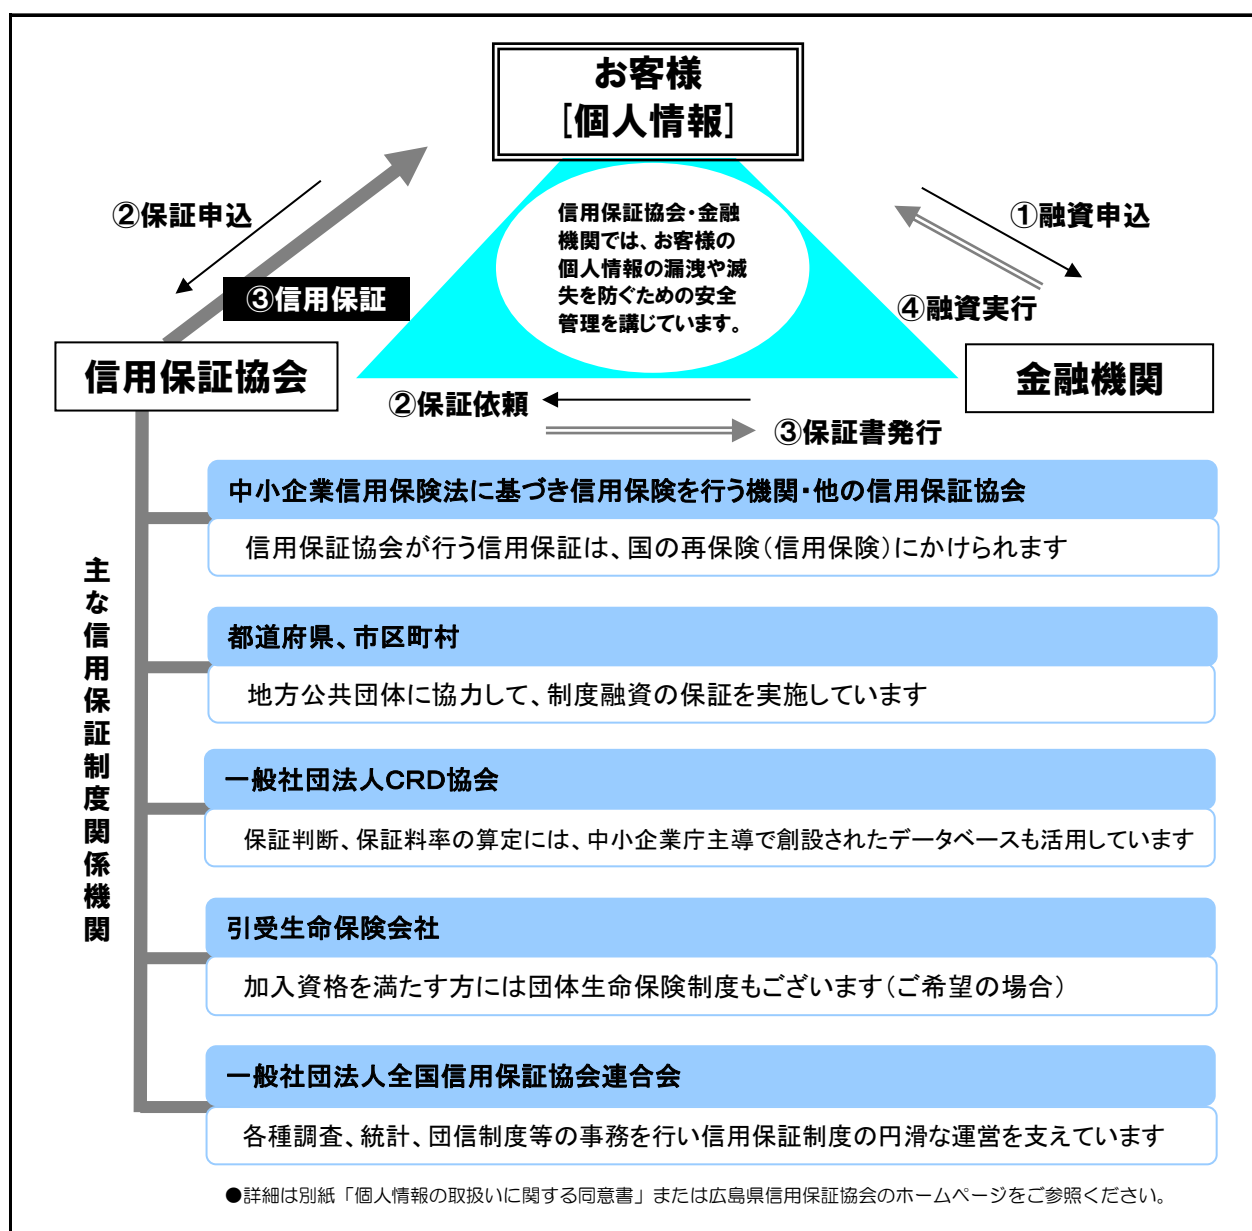 お客様
[個人情報]
②保証申込
①融資申込
信用保証協会・金融
機関では、お客様の
個人情報の漏洩や滅
失を防ぐための安全
管理を講じています。
③信用保証
④融資実行
信用保証協会
金融機関
②保証依頼
③保証書発行
主な信用保証制度関係機関
中小企業信用保険法に基づき信用保険を行う機関・他の信用保証協会
信用保証協会が行う信用保証は、国の再保険(信用保険)にかけられます
都道府県、市区町村
地方公共団体に協力して、制度融資の保証を実施しています
一般社団法人CRD協会
保証判断、保証料率の算定には、中小企業庁主導で創設されたデータベースも活用しています
引受生命保険会社
加入資格を満たす方には団体生命保険制度もございます(ご希望の場合)
一般社団法人全国信用保証協会連合会
各種調査、統計、団信制度等の事務を行い信用保証制度の円滑な運営を支えています
●詳細は別紙「個人情報の取扱いに関する同意書」または広島県信用保証協会のホームページをご参照ください。